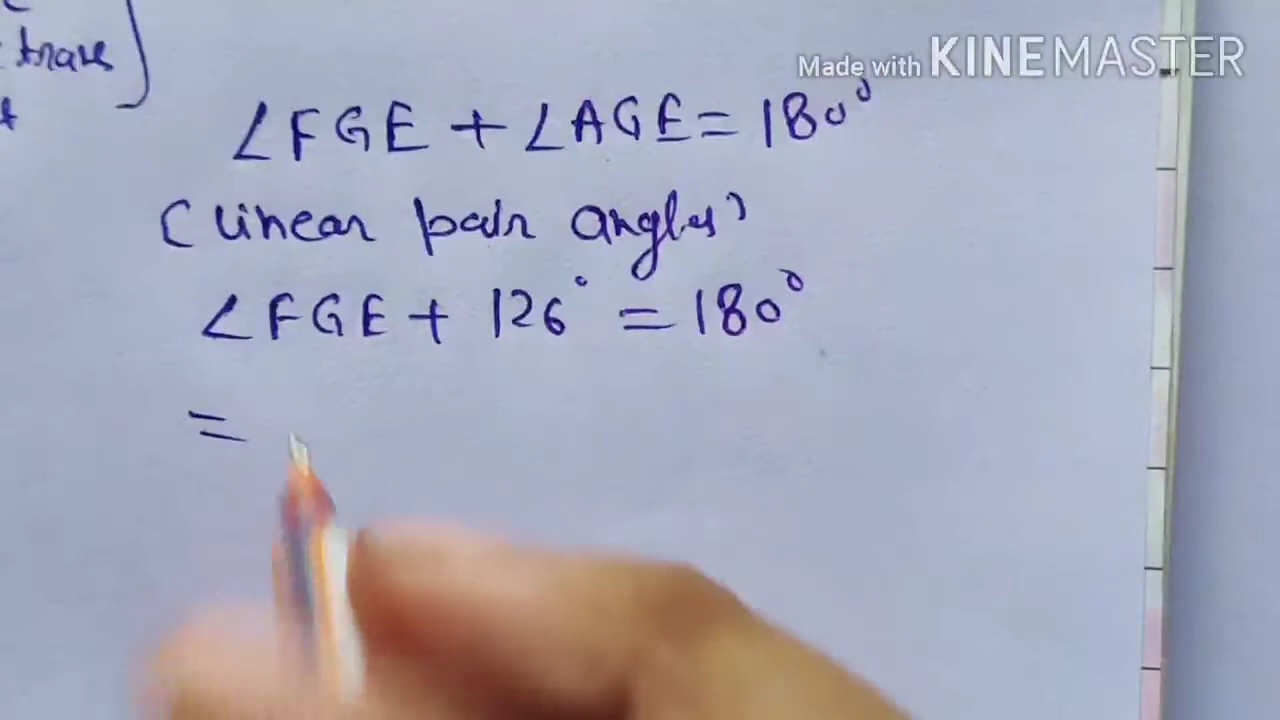 Made with KINEMASTER
∠FGE + ∠AGE = 180°
(Linear pair angles)
∠FGE + 126° = 180°
=